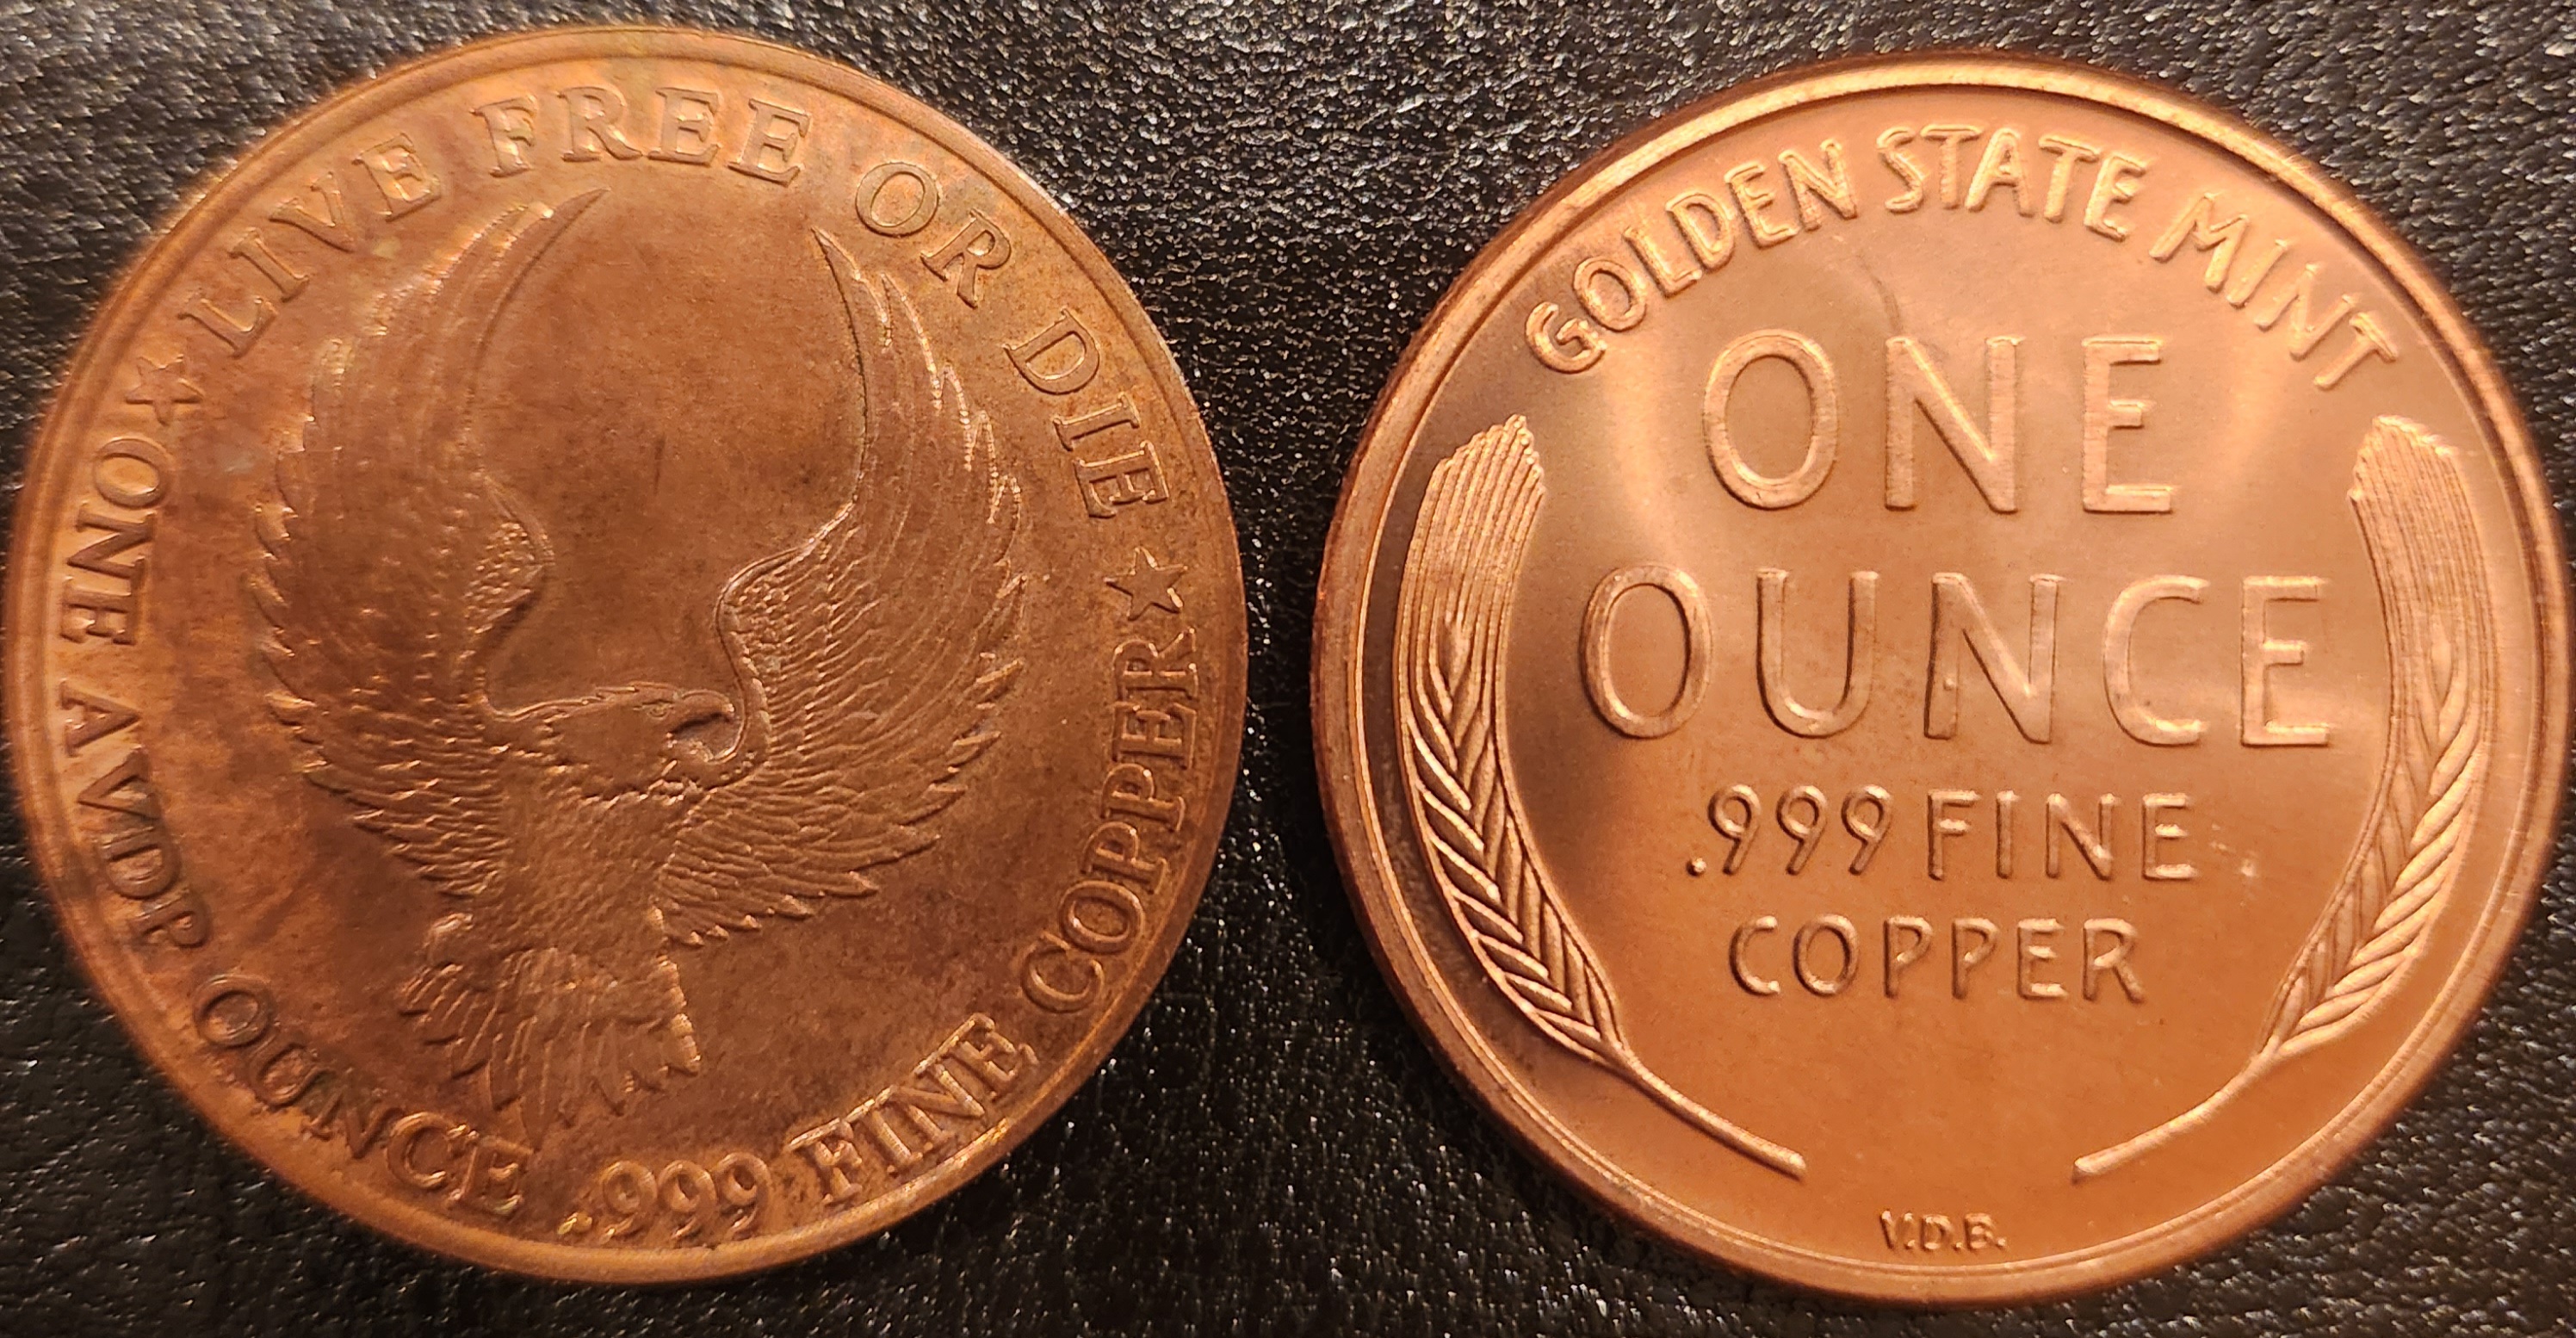 ★ LIVE FREE OR DIE ★
ONE AVDP OUNCE .999 FINE COPPER
GOLDEN STATE MINT
ONE
OUNCE
.999 FINE
COPPER
V.D.B.